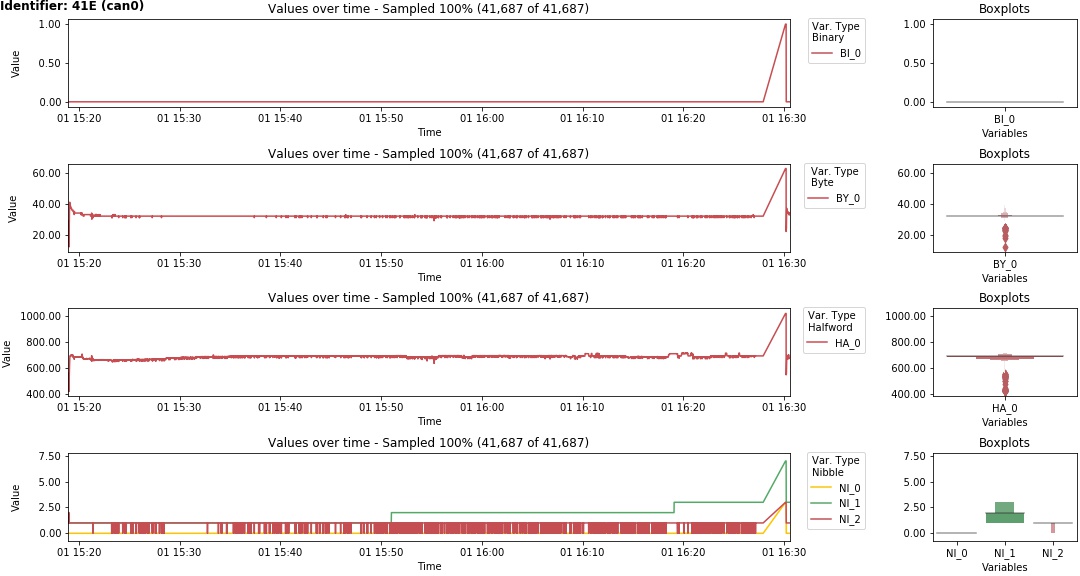 Identifier: 41E (can0)
Values over time - Sampled 100% (41,687 of 41,687)
Boxplots
Value
1.00
0.50
0.00
01 15:20 01 15:30 01 15:40 01 15:50 01 16:00 01 16:10 01 16:20 01 16:30
Time
Var. Type
Binary
BI_0
1.00
0.50
0.00
BI_0
Variables
Values over time - Sampled 100% (41,687 of 41,687)
Boxplots
Value
60.00
40.00
20.00
01 15:20 01 15:30 01 15:40 01 15:50 01 16:00 01 16:10 01 16:20 01 16:30
Time
Var. Type
Byte
BY_0
60.00
40.00
20.00
BY_0
Variables
Values over time - Sampled 100% (41,687 of 41,687)
Boxplots
Value
1000.00
800.00
600.00
400.00
01 15:20 01 15:30 01 15:40 01 15:50 01 16:00 01 16:10 01 16:20 01 16:30
Time
Var. Type
Halfword
HA_0
1000.00
800.00
600.00
400.00
HA_0
Variables
Values over time - Sampled 100% (41,687 of 41,687)
Boxplots
Value
7.50
5.00
2.50
0.00
01 15:20 01 15:30 01 15:40 01 15:50 01 16:00 01 16:10 01 16:20 01 16:30
Time
Var. Type
Nibble
NI_0
NI_1
NI_2
7.50
5.00
2.50
0.00
NI_0 NI_1 NI_2
Variables